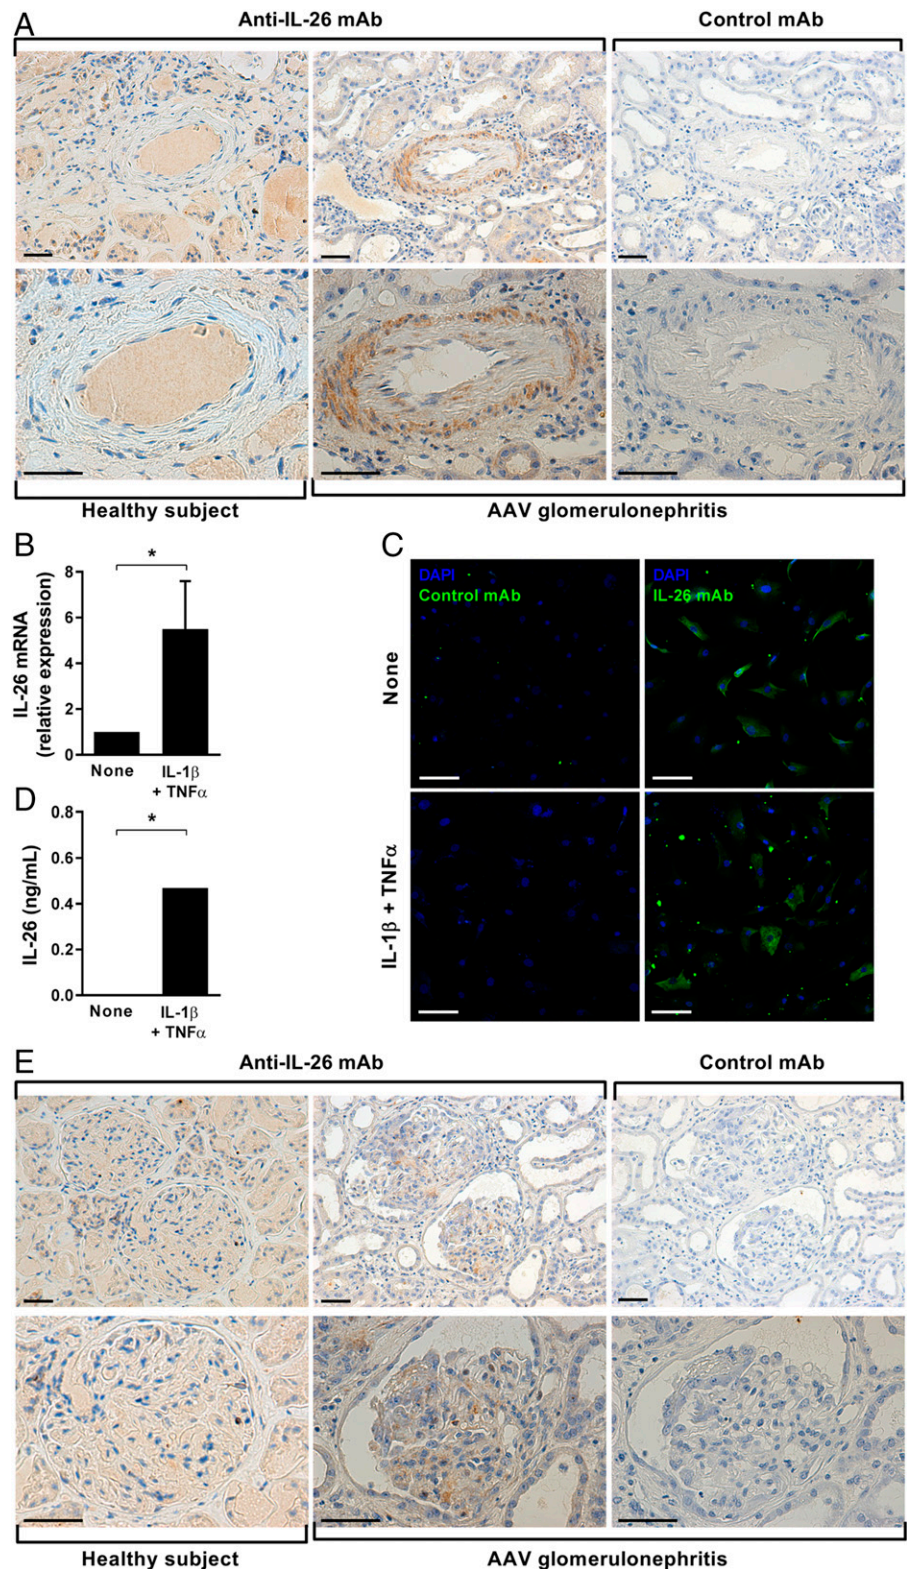 A
Anti-IL-26 mAb
Control mAb
Healthy subject
AAV glomerulonephritis
B
*
IL-26 mRNA
(relative expression)
8
6
4
2
0
None
IL-1β
+ TNFα
C
DAPI
Control mAb
DAPI
IL-26 mAb
None
IL-1β + TNFα
D
*
IL-26 (ng/mL)
0.8
0.6
0.4
0.2
0.0
None
IL-1β
+ TNFα
E
Anti-IL-26 mAb
Control mAb
Healthy subject
AAV glomerulonephritis